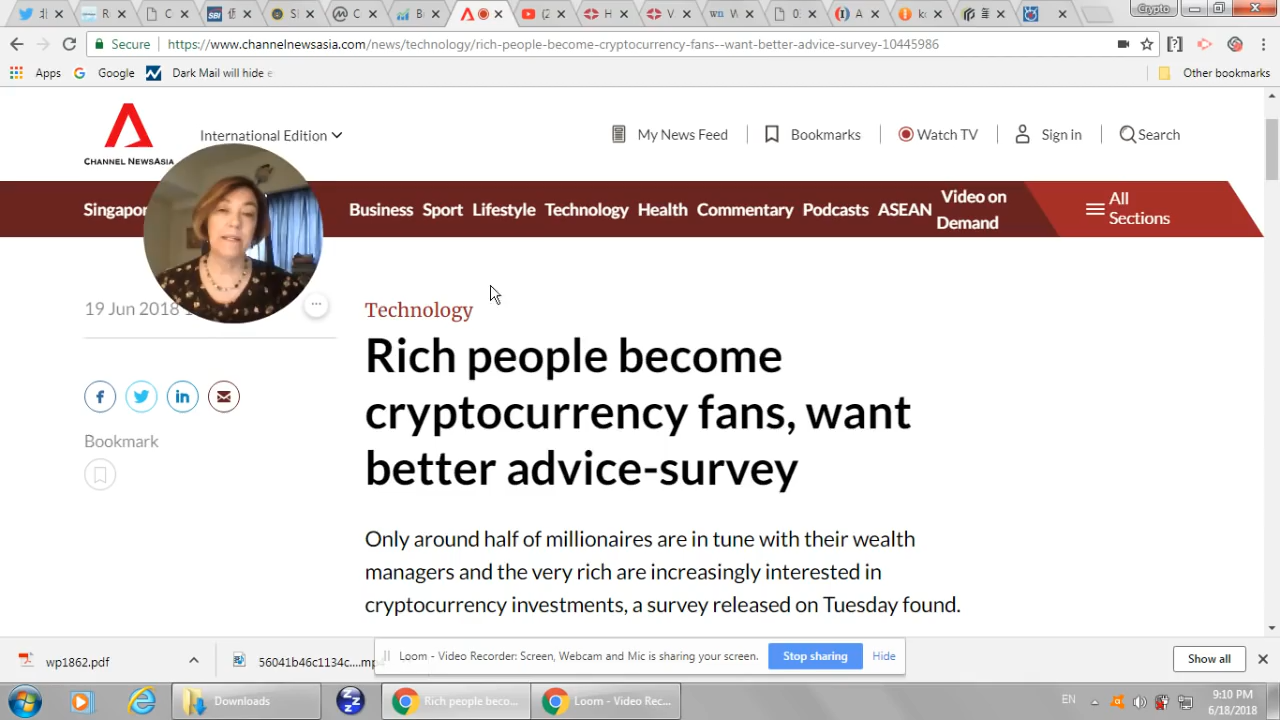 Crypto
Secure
https://www.channelnewsasia.com/news/technology/rich-people-become-cryptocurrency-fans--want-better-advice-survey-10445986
Apps
Google
Dark Mail will hide e
Other bookmarks
CHANNEL NEWSASIA
International Edition
My News Feed
Bookmarks
Watch TV
Sign in
Search
Singapor
Business
Sport
Lifestyle
Technology
Health
Commentary
Podcasts
ASEAN
Video on
Demand
All
Sections
19 Jun 2018
Technology
Rich people become
cryptocurrency fans, want
better advice-survey
Bookmark
Only around half of millionaires are in tune with their wealth
managers and the very rich are increasingly interested in
cryptocurrency investments, a survey released on Tuesday found.
wp1862.pdf
56041b46c1134c....mp
Loom - Video Recorder: Screen, Webcam and Mic is sharing your screen.
Stop sharing
Hide
Show all
Downloads
Rich people beco...
Loom - Video Rec...
EN
9:10 PM
6/18/2018